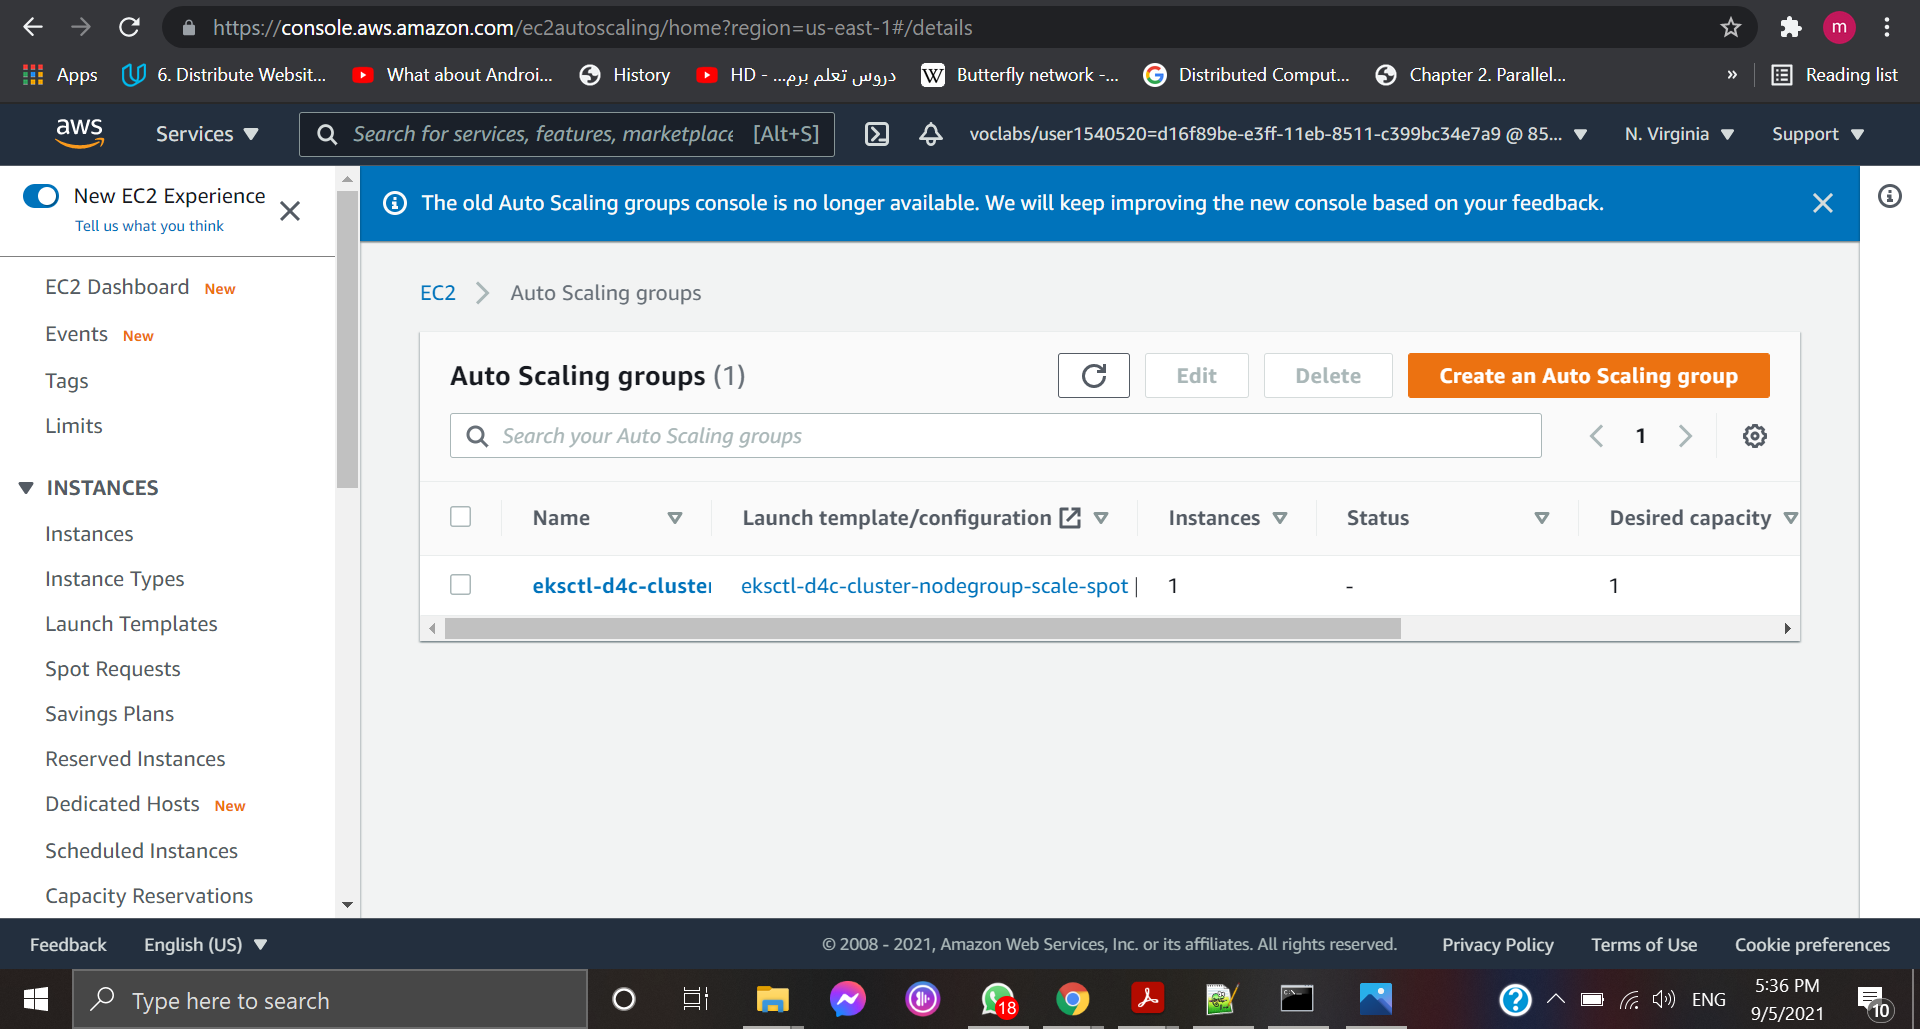 https://console.aws.amazon.com/ec2autoscaling/home?region=us-east-1#/details
m
Apps
6. Distribute Websit...
What about Androi...
History
HD - ...دروس تعلم برم
W Butterfly network -...
Distributed Comput...
Chapter 2. Parallel...
»
Reading list
aws
Services
Search for services, features, marketplace
[Alt+S]
voclabs/user1540520=d16f89be-e3ff-11eb-8511-c399bc34e7a9 @ 85...
N. Virginia
Support
New EC2 Experience
Tell us what you think
The old Auto Scaling groups console is no longer available. We will keep improving the new console based on your feedback.
EC2 Dashboard New
Events New
Tags
Limits
INSTANCES
Instances
Instance Types
Launch Templates
Spot Requests
Savings Plans
Reserved Instances
Dedicated Hosts New
Scheduled Instances
Capacity Reservations
EC2 > Auto Scaling groups
Auto Scaling groups (1)
Edit
Delete
Create an Auto Scaling group
Search your Auto Scaling groups
1
Name
Launch template/configuration
Instances
Status
Desired capacity
eksctl-d4c-cluster
eksctl-d4c-cluster-nodegroup-scale-spot |
1
-
1
Feedback
English (US)
© 2008 - 2021, Amazon Web Services, Inc. or its affiliates. All rights reserved.
Privacy Policy
Terms of Use
Cookie preferences
Type here to search
18
ENG
5:36 PM
9/5/2021
10